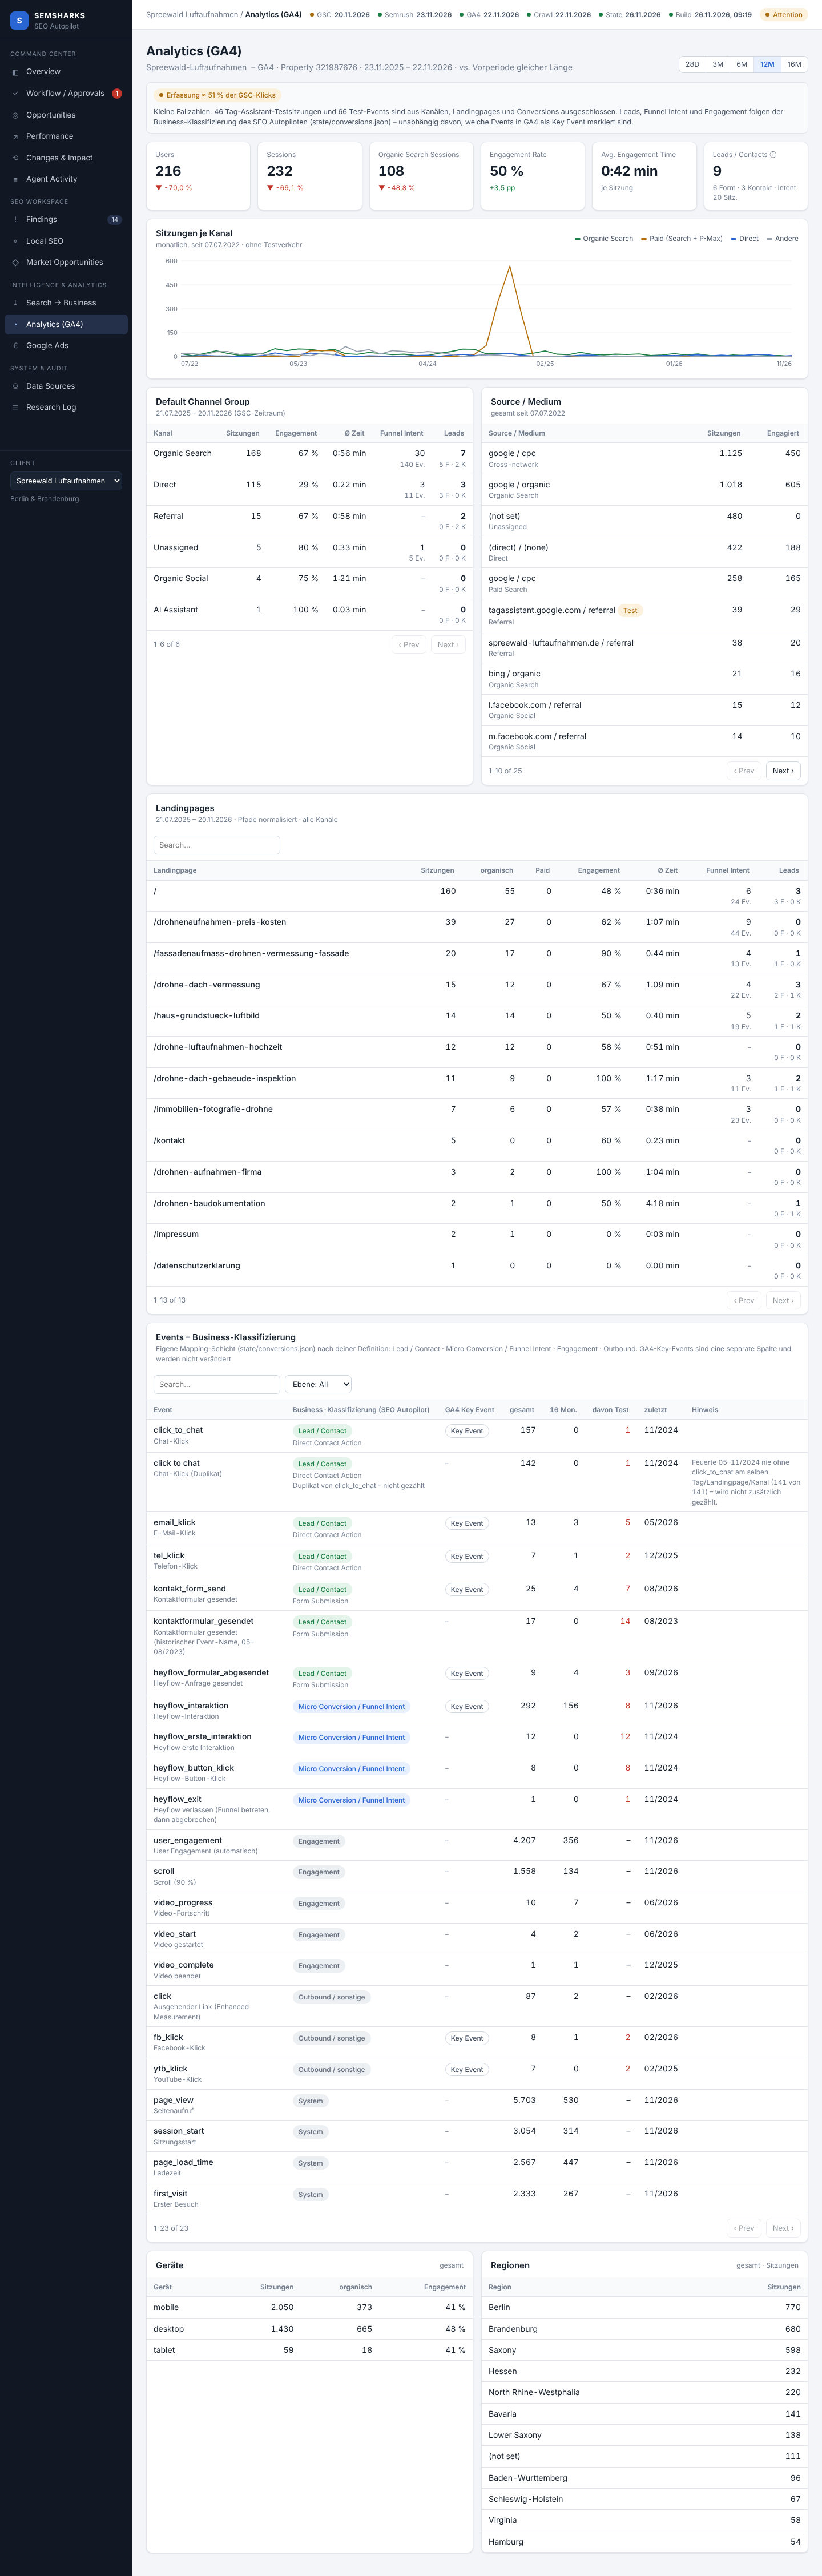 S SEMSHARKS
SEO Autopilot
COMMAND CENTER
Overview
Workflow / Approvals 1
Opportunities
Performance
Changes & Impact
Agent Activity
SEO WORKSPACE
Findings 14
Local SEO
Market Opportunities
INTELLIGENCE & ANALYTICS
Search → Business
Analytics (GA4)
Google Ads
SYSTEM & AUDIT
Data Sources
Research Log
CLIENT
Spreewald Luftaufnahmen
Berlin & Brandenburg
Spreewald Luftaufnahmen / Analytics (GA4) GSC 20.11.2026 Semrush 23.11.2026 GA4 22.11.2026 Crawl 22.11.2026 State 26.11.2026 Build 26.11.2026, 09:19 Attention
Analytics (GA4)
Spreewald-Luftaufnahmen – GA4 · Property 321987676 · 23.11.2025 – 22.11.2026 · vs. Vorperiode gleicher Länge
28D 3M 6M 12M 16M
Erfassung ≈ 51 % der GSC-Klicks
Kleine Fallzahlen. 46 Tag-Assistant-Testsitzungen und 66 Test-Events sind aus Kanälen, Landingpages und Conversions ausgeschlossen. Leads, Funnel Intent und Engagement folgen der
Business-Klassifizierung des SEO Autopiloten (state/conversions.json) – unabhängig davon, welche Events in GA4 als Key Event markiert sind.
Users
216
▼ -70,0 %
Sessions
232
▼ -69,1 %
Organic Search Sessions
108
▼ -48,8 %
Engagement Rate
50 %
+3,5 pp
Avg. Engagement Time
0:42 min
je Sitzung
Leads / Contacts ⓘ
9
6 Form · 3 Kontakt · Intent
20 Sitz.
Sitzungen je Kanal
monatlich, seit 07.07.2022 · ohne Testverkehr
Organic Search Paid (Search + P-Max) Direct Andere
600
450
300
150
0
07/22 05/23 04/24 02/25 01/26 11/26
Default Channel Group
21.07.2025 – 20.11.2026 (GSC-Zeitraum)
Kanal Sitzungen Engagement Ø Zeit Funnel Intent Leads
Organic Search 168 67 % 0:56 min 30 7
140 Ev. 5 F · 2 K
Direct 115 29 % 0:22 min 3 3
11 Ev. 3 F · 0 K
Referral 15 67 % 0:58 min – 2
0 F · 2 K
Unassigned 5 80 % 0:33 min 1 0
5 Ev. 0 F · 0 K
Organic Social 4 75 % 1:21 min – 0
0 F · 0 K
AI Assistant 1 100 % 0:03 min – 0
0 F · 0 K
1–6 of 6 ‹ Prev Next ›
Source / Medium
gesamt seit 07.07.2022
Source / Medium Sitzungen Engagiert
google / cpc 1.125 450
Cross-network
google / organic 1.018 605
Organic Search
(not set) 480 0
Unassigned
(direct) / (none) 422 188
Direct
google / cpc 258 165
Paid Search
tagassistant.google.com / referral Test 39 29
Referral
spreewald-luftaufnahmen.de / referral 38 20
Referral
bing / organic 21 16
Organic Search
l.facebook.com / referral 15 12
Organic Social
m.facebook.com / referral 14 10
Organic Social
1–10 of 25 ‹ Prev Next ›
Landingpages
21.07.2025 – 20.11.2026 · Pfade normalisiert · alle Kanäle
Search...
Landingpage Sitzungen organisch Paid Engagement Ø Zeit Funnel Intent Leads
/ 160 55 0 48 % 0:36 min 6 3
24 Ev. 3 F · 0 K
/drohnenaufnahmen-preis-kosten 39 27 0 62 % 1:07 min 9 0
44 Ev. 0 F · 0 K
/fassadenaufmass-drohnen-vermessung-fassade 20 17 0 90 % 0:44 min 4 1
13 Ev. 1 F · 0 K
/drohne-dach-vermessung 15 12 0 67 % 1:09 min 4 3
22 Ev. 2 F · 1 K
/haus-grundstueck-luftbild 14 14 0 50 % 0:40 min 5 2
19 Ev. 1 F · 1 K
/drohne-luftaufnahmen-hochzeit 12 12 0 58 % 0:51 min – 0
0 F · 0 K
/drohne-dach-gebaeude-inspektion 11 9 0 100 % 1:17 min 3 2
11 Ev. 1 F · 1 K
/immobilien-fotografie-drohne 7 6 0 57 % 0:38 min 3 0
23 Ev. 0 F · 0 K
/kontakt 5 0 0 60 % 0:23 min – 0
0 F · 0 K
/drohnen-aufnahmen-firma 3 2 0 100 % 1:04 min – 0
0 F · 0 K
/drohnen-baudokumentation 2 1 0 50 % 4:18 min – 1
0 F · 1 K
/impressum 2 1 0 0 % 0:03 min – 0
0 F · 0 K
/datenschutzerklarung 1 0 0 0 % 0:00 min – 0
0 F · 0 K
1–13 of 13 ‹ Prev Next ›
Events – Business-Klassifizierung
Eigene Mapping-Schicht (state/conversions.json) nach deiner Definition: Lead / Contact · Micro Conversion / Funnel Intent · Engagement · Outbound. GA4-Key-Events sind eine separate Spalte und
werden nicht verändert.
Search... Ebene: All
Event Business-Klassifizierung (SEO Autopilot) GA4 Key Event gesamt 16 Mon. davon Test zuletzt Hinweis
click_to_chat Lead / Contact Key Event 157 0 1 11/2024
Chat-Klick Direct Contact Action
click to chat Lead / Contact – 142 0 1 11/2024 Feuerte 05–11/2024 nie ohne
Chat-Klick (Duplikat) Direct Contact Action click_to_chat am selben
Duplikat von click_to_chat – nicht gezählt Tag/Landingpage/Kanal (141 von
141) – wird nicht zusätzlich
gezählt.
email_klick Lead / Contact Key Event 13 3 5 05/2026
E-Mail-Klick Direct Contact Action
tel_klick Lead / Contact Key Event 7 1 2 12/2025
Telefon-Klick Direct Contact Action
kontakt_form_send Lead / Contact Key Event 25 4 7 08/2026
Kontaktformular gesendet Form Submission
kontaktformular_gesendet Lead / Contact – 17 0 14 08/2023
Kontaktformular gesendet Form Submission
(historischer Event-Name, 05–
08/2023)
heyflow_formular_abgesendet Lead / Contact Key Event 9 4 3 09/2026
Heyflow-Anfrage gesendet Form Submission
heyflow_interaktion Micro Conversion / Funnel Intent Key Event 292 156 8 11/2026
Heyflow-Interaktion
heyflow_erste_interaktion Micro Conversion / Funnel Intent – 12 0 12 11/2024
Heyflow erste Interaktion
heyflow_button_klick Micro Conversion / Funnel Intent – 8 0 8 11/2024
Heyflow-Button-Klick
heyflow_exit Micro Conversion / Funnel Intent – 1 0 1 11/2024
Heyflow verlassen (Funnel betreten,
dann abgebrochen)
user_engagement Engagement – 4.207 356 – 11/2026
User Engagement (automatisch)
scroll Engagement – 1.558 134 – 11/2026
Scroll (90 %)
video_progress Engagement – 10 7 – 06/2026
Video-Fortschritt
video_start Engagement – 4 2 – 06/2026
Video gestartet
video_complete Engagement – 1 1 – 12/2025
Video beendet
click Outbound / sonstige – 87 2 – 02/2026
Ausgehender Link (Enhanced
Measurement)
fb_klick Outbound / sonstige Key Event 8 1 2 02/2026
Facebook-Klick
ytb_klick Outbound / sonstige Key Event 7 0 2 02/2025
YouTube-Klick
page_view System – 5.703 530 – 11/2026
Seitenaufruf
session_start System – 3.054 314 – 11/2026
Sitzungsstart
page_load_time System – 2.567 447 – 11/2026
Ladezeit
first_visit System – 2.333 267 – 11/2026
Erster Besuch
1–23 of 23 ‹ Prev Next ›
Geräte gesamt
Gerät Sitzungen organisch Engagement
mobile 2.050 373 41 %
desktop 1.430 665 48 %
tablet 59 18 41 %
Regionen gesamt · Sitzungen
Region Sitzungen
Berlin 770
Brandenburg 680
Saxony 598
Hessen 232
North Rhine-Westphalia 220
Bavaria 141
Lower Saxony 138
(not set) 111
Baden-Wurttemberg 96
Schleswig-Holstein 67
Virginia 58
Hamburg 54